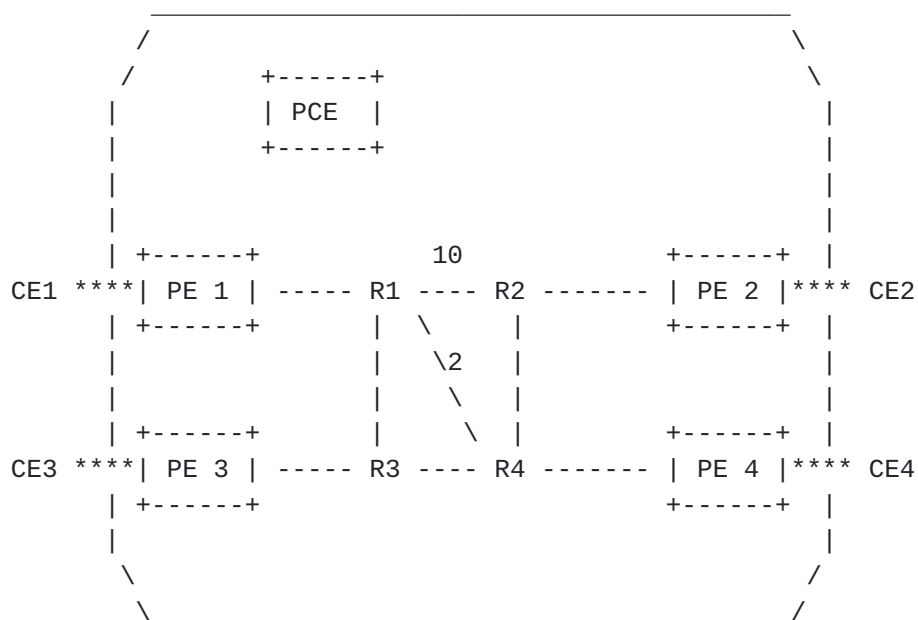 PCE
10
CE1 ****| PE 1 | ----- R1 ---- R2 ------- | PE 2 |**** CE2
\2
CE3 ****| PE 3 | ----- R3 ---- R4 ------- | PE 4 |**** CE4